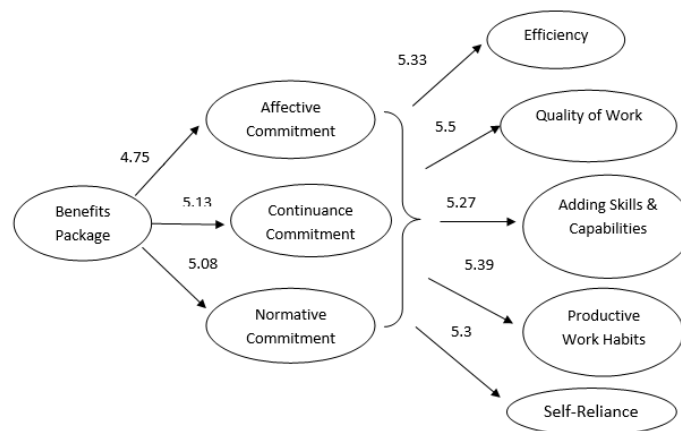 Efficiency
5.33
Affective
Commitment
5.5
Quality of Work
4.75
5.13
Benefits
Package
Continuance
Commitment
5.27
Adding Skills &
Capabilities
5.08
5.39
Normative
Commitment
Productive
Work Habits
5.3
Self-Reliance